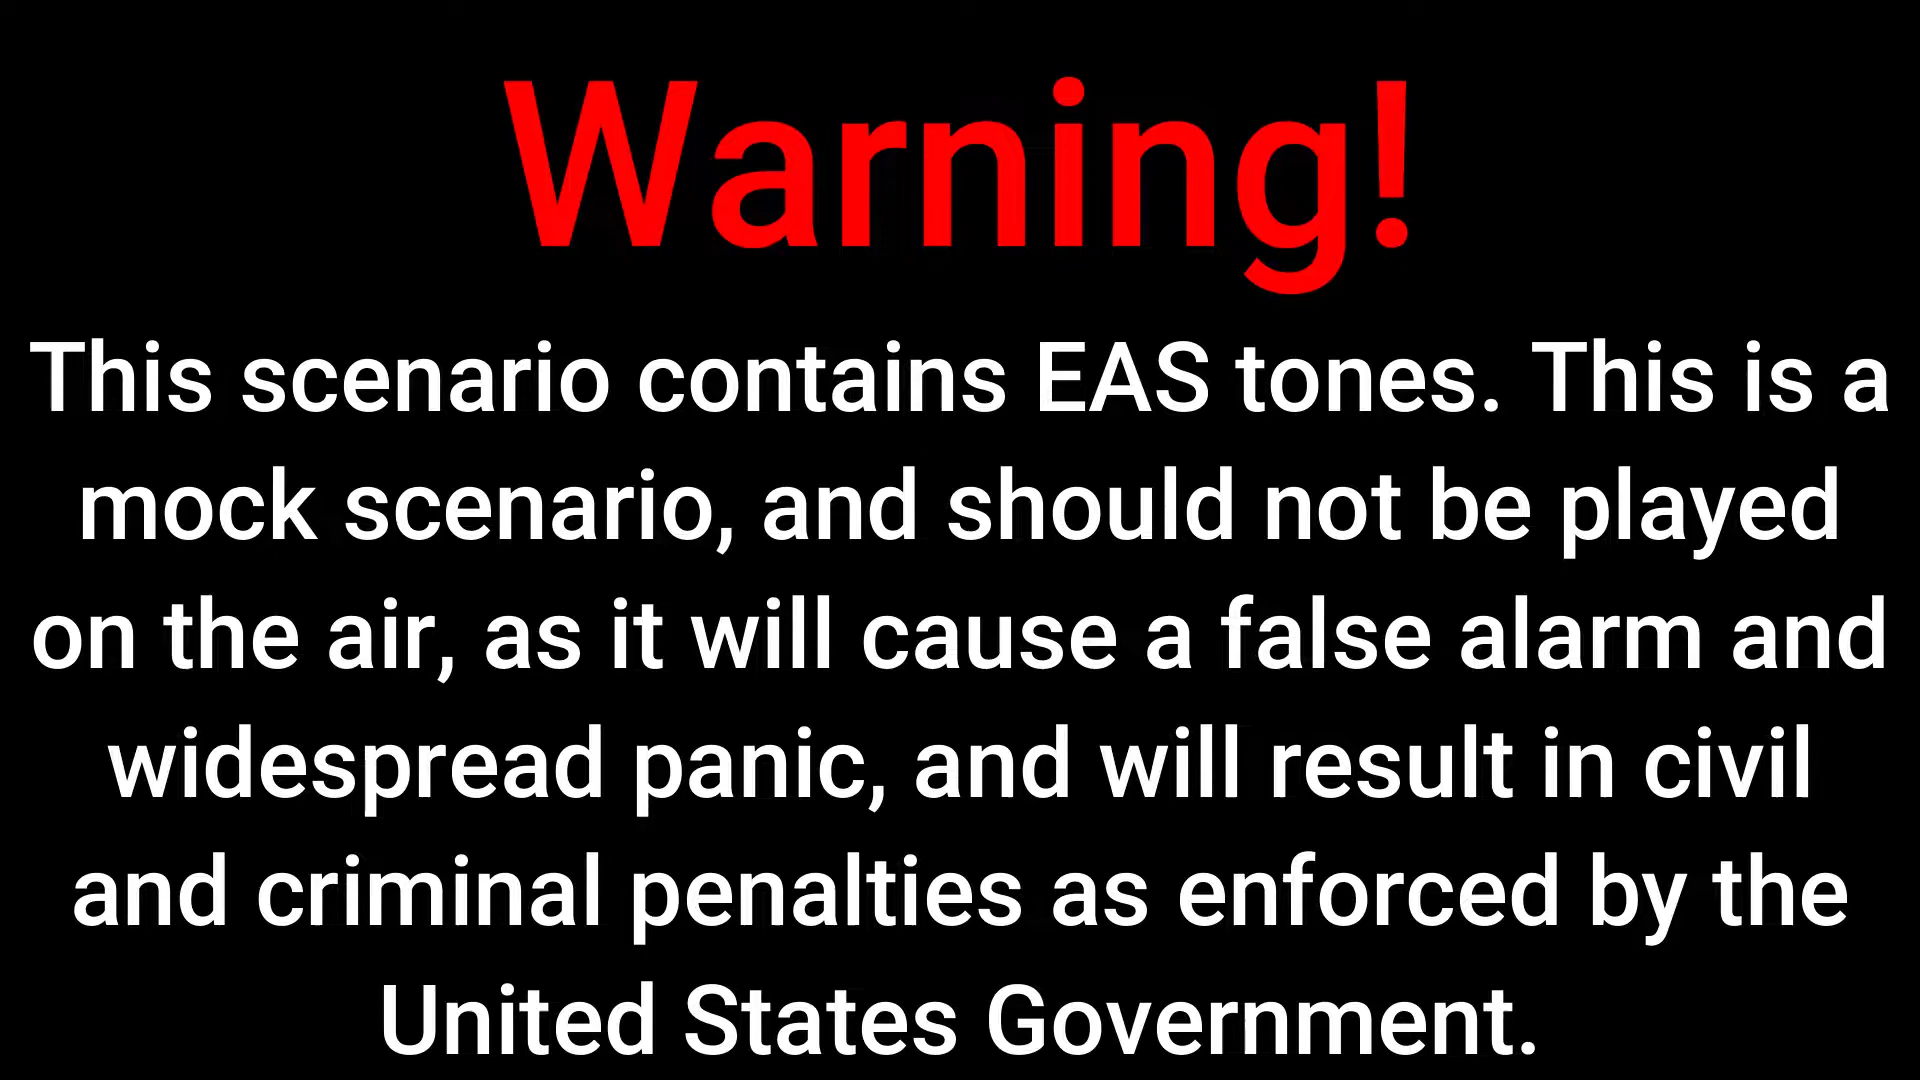 Warning!
This scenario contains EAS tones. This is a
mock scenario, and should not be played
on the air, as it will cause a false alarm and
widespread panic, and will result in civil
and criminal penalties as enforced by the
United States Government.